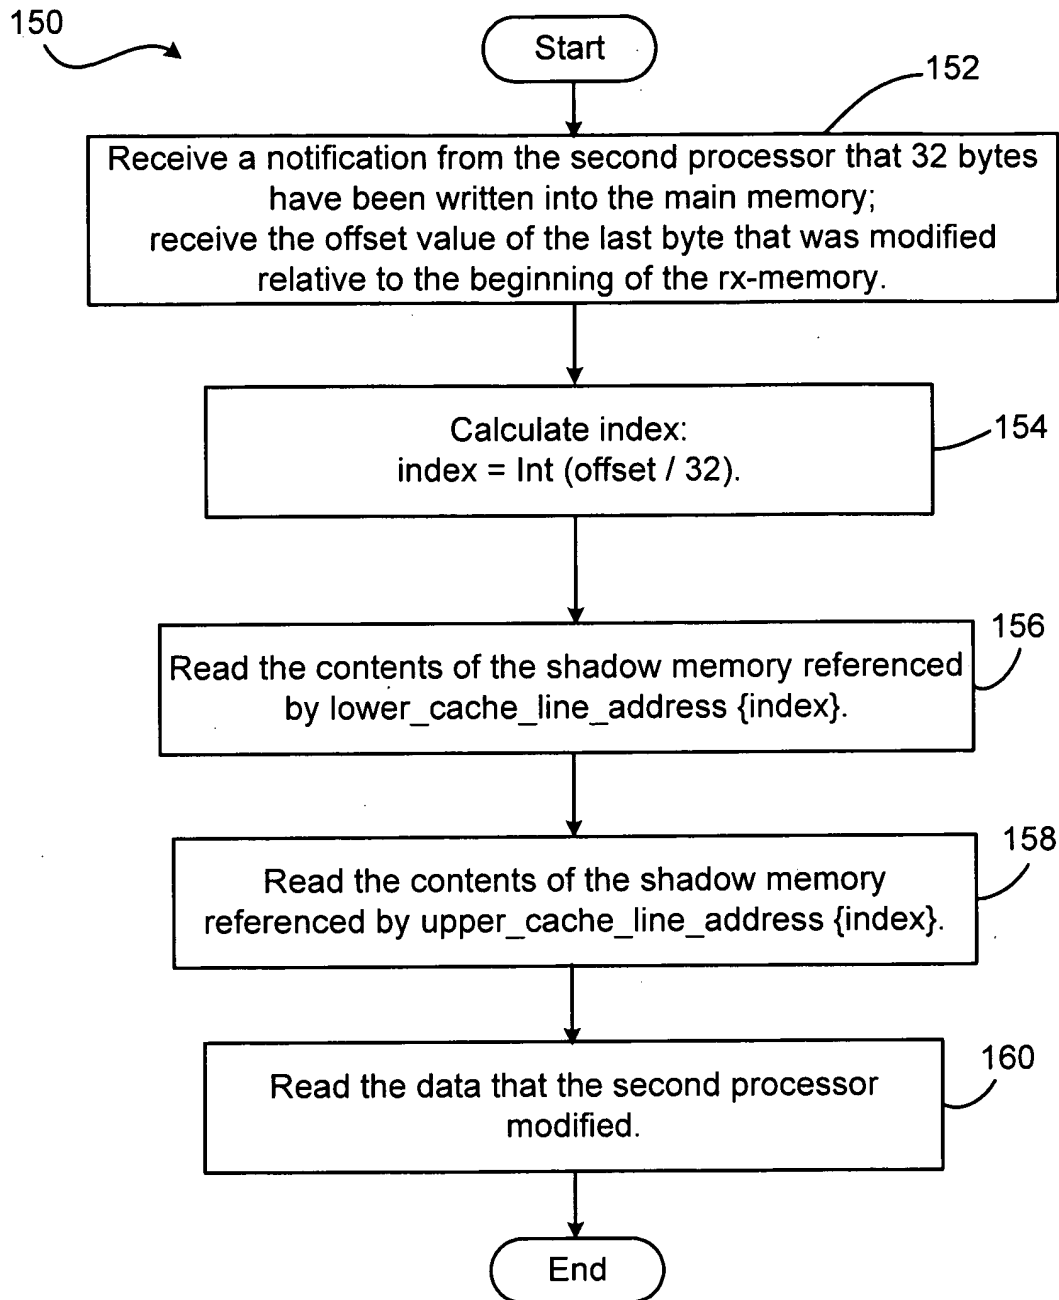 150
Start
152
Receive a notification from the second processor that 32 bytes
have been written into the main memory;
receive the offset value of the last byte that was modified
relative to the beginning of the rx-memory.
Calculate index:
index = Int (offset / 32).
154
156
Read the contents of the shadow memory referenced
by lower_cache_line_address {index}.
158
Read the contents of the shadow memory
referenced by upper_cache_line_address {index}.
160
Read the data that the second processor
modified.
End